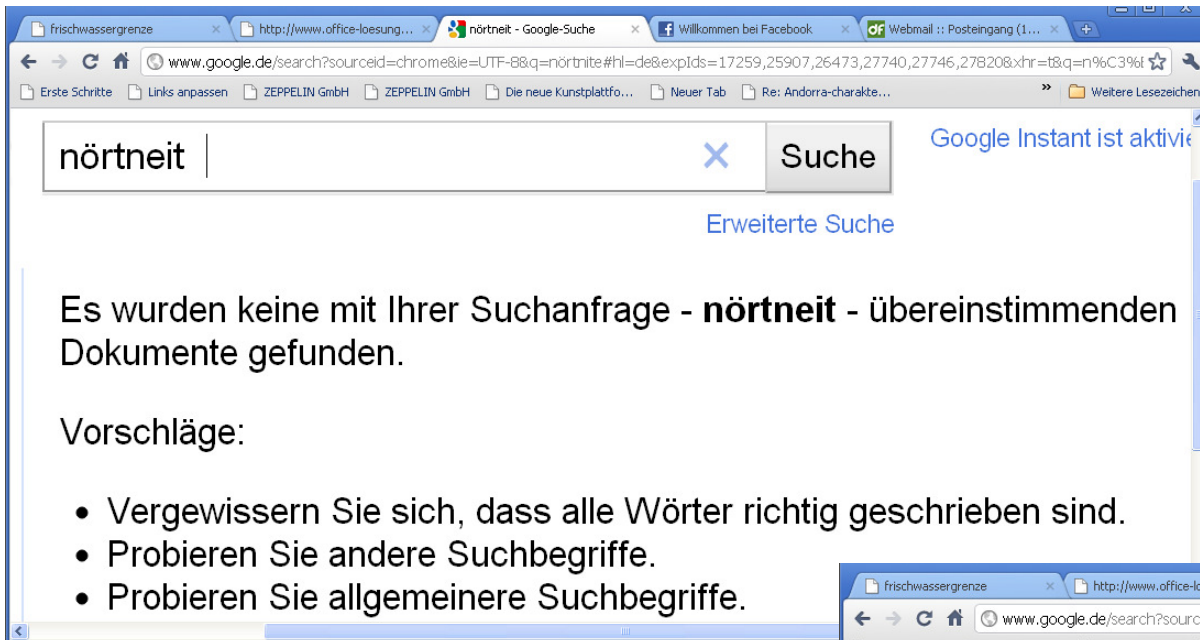 frischwassergrenze http://www.office-loesung... nörtneit - Google-Suche Willkommen bei Facebook Webmail :: Posteingang (1...
www.google.de/search?sourceid=chrome&ie=UTF-8&q=nörtnite#hl=de&expIds=17259,25907,26473,27740,27746,27820&xhr=t&q=n%C3%
Erste Schritte Links anpassen ZEPPELIN GmbH ZEPPELIN GmbH Die neue Kunstplattfo... Neuer Tab Re: Andorra-charakte... » Weitere Lesezeichen
nörtneit Suche Google Instant ist aktivie
Erweiterte Suche
Es wurden keine mit Ihrer Suchanfrage - nörtneit - übereinstimmenden
Dokumente gefunden.
Vorschläge:
• Vergewissern Sie sich, dass alle Wörter richtig geschrieben sind.
• Probieren Sie andere Suchbegriffe.
• Probieren Sie allgemeinere Suchbegriffe.
frischwassergrenze http://www.office-lo
www.google.de/search?sourc